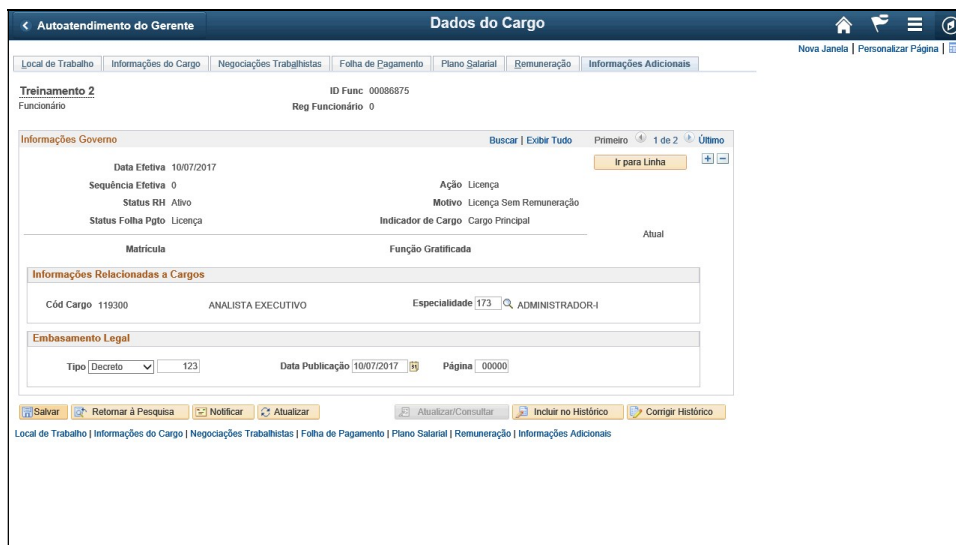 Autoatendimento do Gerente Dados do Cargo
Nova Janela | Personalizar Página |
Local de Trabalho Informações do Cargo Negociações Trabalhistas Folha de Pagamento Plano Salarial Remuneração Informações Adicionais
Treinamento 2 ID Func 00086875
Funcionário Reg Funcionário 0
Informações Governo Buscar | Exibir Tudo Primeiro 1 de 2 Último
Ir para Linha
Data Efetiva 10/07/2017
Sequência Efetiva 0 Ação Licença
Status RH Ativo Motivo Licença Sem Remuneração
Status Folha Pgto Licença Indicador de Cargo Cargo Principal
Atual
Matrícula Função Gratificada
Informações Relacionadas a Cargos
Cód Cargo 119300 ANALISTA EXECUTIVO Especialidade 173 ADMINISTRADOR-I
Embasamento Legal
Tipo Decreto 123 Data Publicação 10/07/2017 Página 00000
Salvar Retornar à Pesquisa Notificar Atualizar Atualizar/Consultar Incluir no Histórico Corrigir Histórico
Local de Trabalho | Informações do Cargo | Negociações Trabalhistas | Folha de Pagamento | Plano Salarial | Remuneração | Informações Adicionais